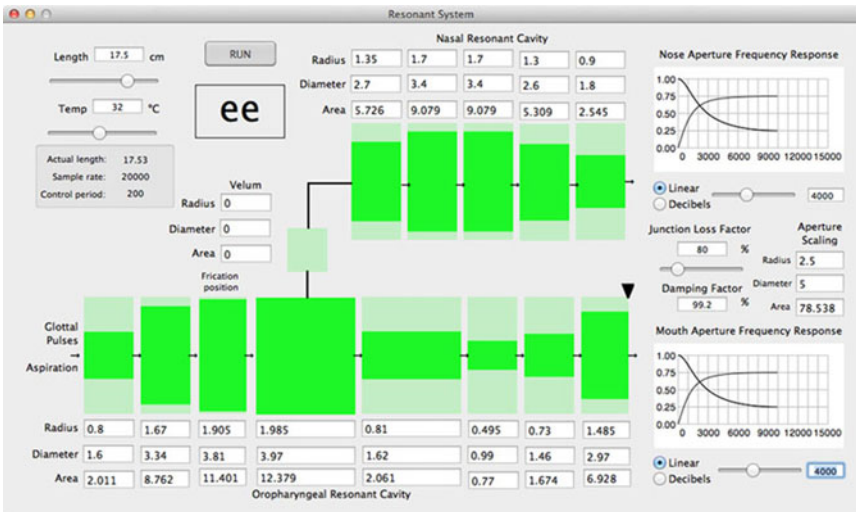 Resonant System
Length 17.5 cm
RUN
Temp 32 °C
ee
Actual length: 17.53
Sample rate: 20000
Control period: 200
Nasal Resonant Cavity
Radius 1.35 1.7 1.7 1.3 0.9
Diameter 2.7 3.4 3.4 2.6 1.8
Area 5.726 9.079 9.079 5.309 2.545
Velum
Radius 0
Diameter 0
Area 0
Frication
position
Glottal
Pulses
Aspiration
Radius 0.8 1.67 1.905 1.985 0.81 0.495 0.73 1.485
Diameter 1.6 3.34 3.81 3.97 1.62 0.99 1.46 2.97
Area 2.011 8.762 11.401 12.379 2.061 0.77 1.674 6.928
Oropharyngeal Resonant Cavity
Nose Aperture Frequency Response
1.00
0.75
0.50
0.25
0.00
0 3000 6000 9000 12000 15000
Linear
Decibels
4000
Junction Loss Factor
80 %
Damping Factor
99.2 %
Aperture
Scaling
Radius 2.5
Diameter 5
Area 78.538
Mouth Aperture Frequency Response
1.00
0.75
0.50
0.25
0.00
0 3000 6000 9000 12000 15000
Linear
Decibels
4000